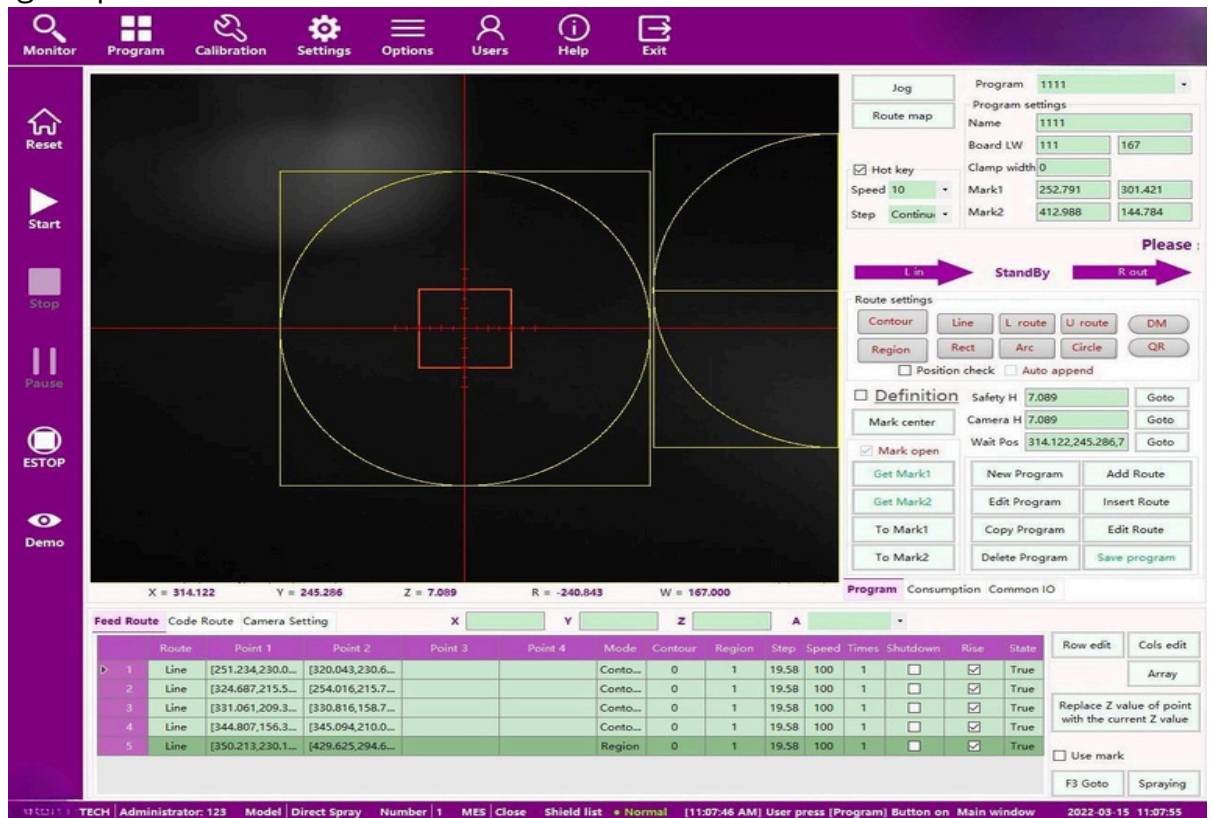 Monitor Program Calibration Settings Options Users Help Exit
Reset
Start
Stop
Pause
ESTOP
Demo
Jog
Route map
Program 1111
Program settings
Name 1111
Board LW 111 167
Clamp width 0
Mark1 252.791 301.421
Mark2 412.988 144.784
Hot key
Speed 10
Step Continu
Please :
L in StandBy R out
Route settings
Contour Line L route U route DM
Region Rect Arc Circle QR
Position check Auto append
Definition Safety H 7.089 Goto
Mark center Camera H 7.089 Goto
Mark open Wait Pos 314.122,245.286,7 Goto
Get Mark1 New Program Add Route
Get Mark2 Edit Program Insert Route
To Mark1 Copy Program Edit Route
To Mark2 Delete Program Save program
Program Consumption Common IO
X = 314.122 Y = 245.286 Z = 7.089 R = -240.843 W = 167.000
Feed Route Code Route Camera Setting X Y Z A
Route Point 1 Point 2 Point 3 Point 4 Mode Contour Region Step Speed Times Shutdown Rise State
1 Line [251.234,230.0... [320.043,230.6... Conto... 0 1 19.58 100 1 True
2 Line [324.687,215.5... [254.016,215.7... Conto... 0 1 19.58 100 1 True
3 Line [331.061,209.3... [330.816,158.7... Conto... 0 1 19.58 100 1 True
4 Line [344.807,156.3... [345.094,210.0... Conto... 0 1 19.58 100 1 True
5 Line [350.213,230.1... [429.625,294.6... Region 0 1 19.58 100 1 True
Row edit Cols edit
Array
Replace Z value of point
with the current Z value
Use mark
F3 Goto Spraying
TECH Administrator: 123 Model Direct Spray Number 1 MES Close Shield list Normal [11:07:46 AM] User press [Program] Button on Main window 2022-03-15 11:07:55